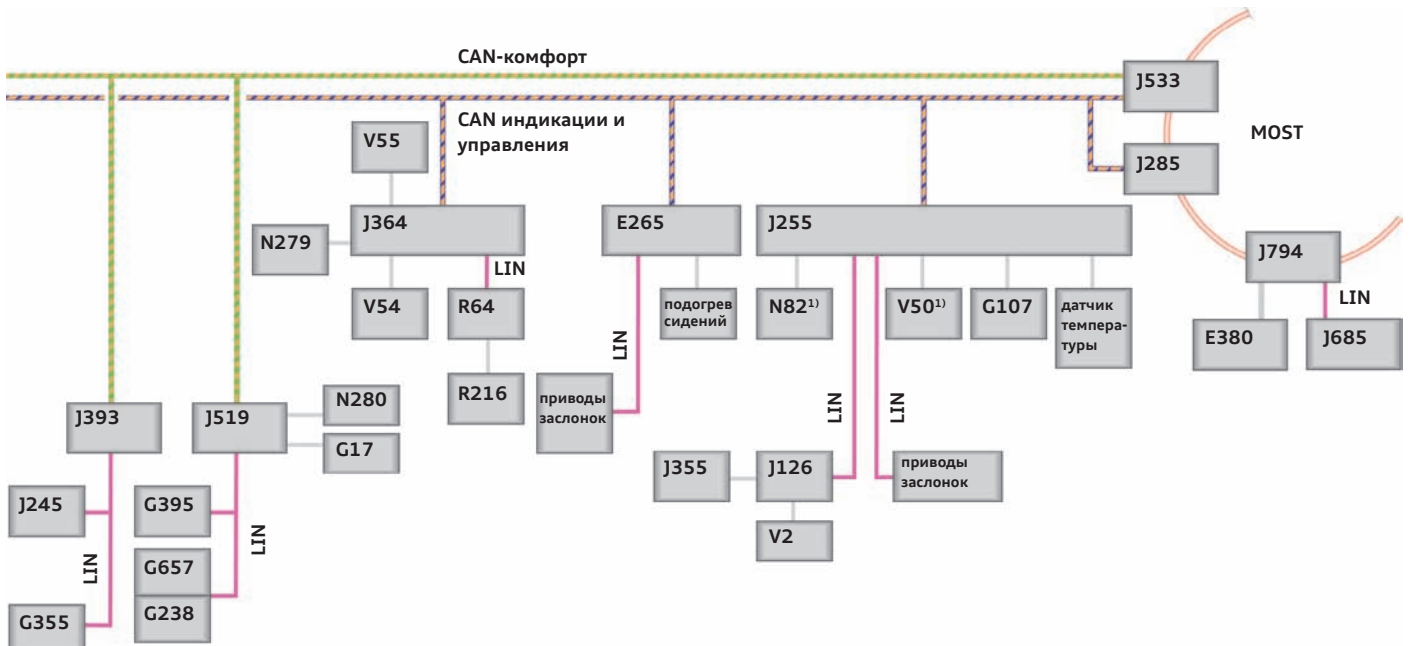 CAN-комфорт
J533
CAN индикации и
управления
MOST
V55
J285
J364
E265
J255
N279
J794
LIN
V54
R64
подогрев
сидений
N82¹⁾
V50¹⁾
G107
датчик
темпера-
туры
LIN
E380
J685
LIN
R216
приводы
заслонок
LIN
LIN
J393
J519
N280
G17
J355
J126
приводы
заслонок
J245
G395
LIN
LIN
V2
G657
G238
G355